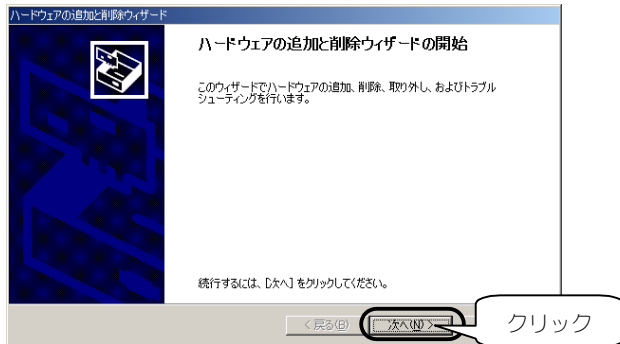 ハードウェアの追加と削除ウィザード
ハードウェアの追加と削除ウィザードの開始
このウィザードでハードウェアの追加、削除、取り外し、およびトラブル
シューティングを行います。
続行するには、[次へ] をクリックしてください。
< 戻る(B)
次へ(N) >
クリック